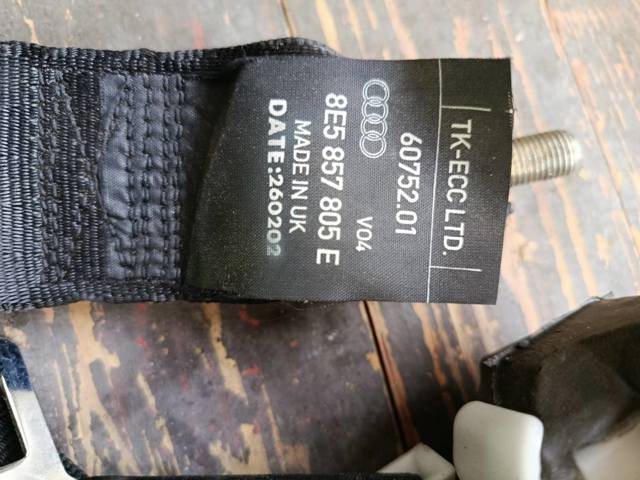 TK-ECC LTD.
60752.01
V04
8E5 857 805 E
MADE IN UK
DATE:260202